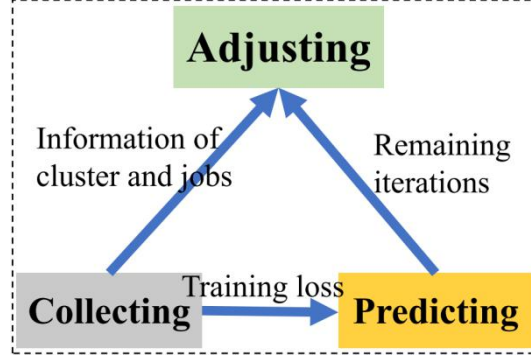 Adjusting
Information of
cluster and jobs
Remaining
iterations
Training loss
Collecting
Predicting